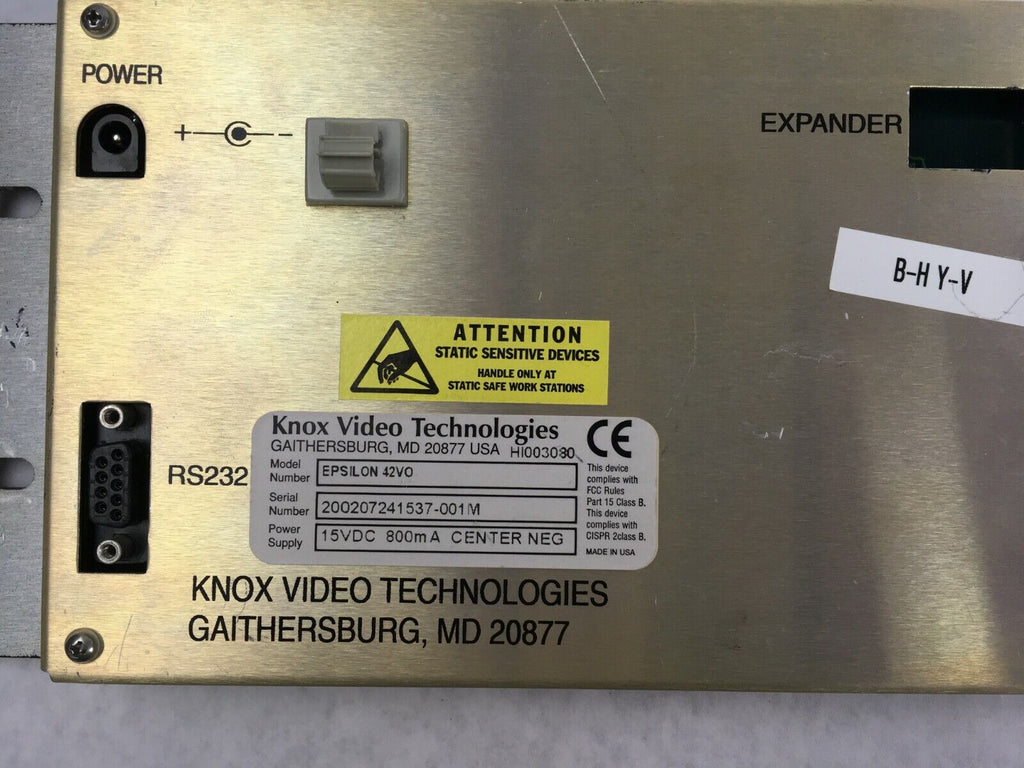 POWER
+ -
EXPANDER
B-H Y-V
ATTENTION
STATIC SENSITIVE DEVICES
HANDLE ONLY AT
STATIC SAFE WORK STATIONS
Knox Video Technologies
GAITHERSBURG, MD 20877 USA
CE
Model
Number
EPSILON 42VO
Serial
Number
200207241537-001M
Power
Supply
15VDC 800mA CENTER NEG
This device
complies with
FCC Rules
Part 15 Class B.
This device
complies with
CISPR 2class B.
MADE IN USA
RS232
KNOX VIDEO TECHNOLOGIES
GAITHERSBURG, MD 20877